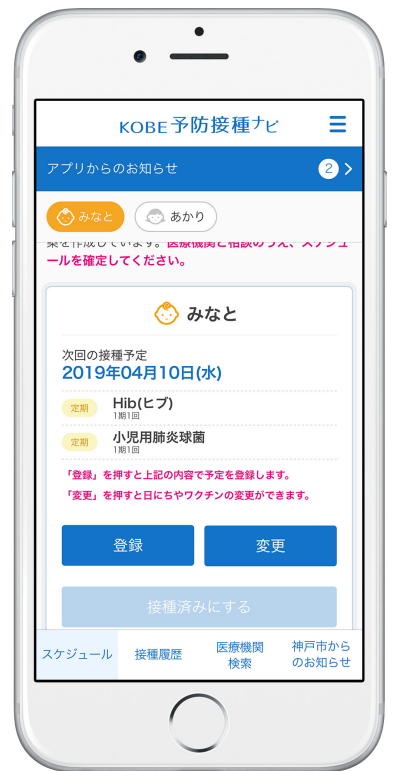 KOBE予防接種ナビ
アプリからのお知らせ 2
みなと あかり
案を作成しています。医療機関と相談のうえ、スケジュ
ールを確定してください。
みなと
次回の接種予定
2019年04月10日(水)
定期 Hib(ヒブ)
1期1回
定期 小児用肺炎球菌
1期1回
「登録」を押すと上記の内容で予定を登録します。
「変更」を押すと日にちやワクチンの変更ができます。
登録 変更
接種済みにする
スケジュール 接種履歴 医療機関 神戸市から
検索 のお知らせ